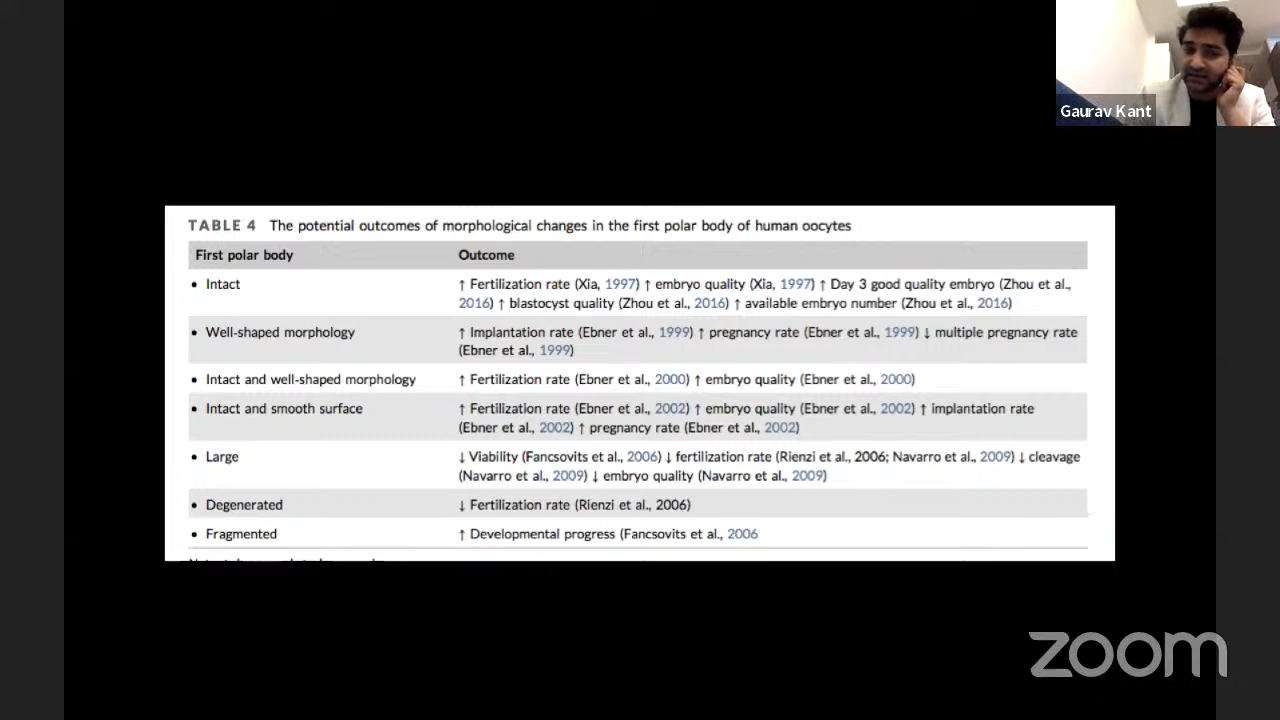 Gaurav Kant
TABLE 4 The potential outcomes of morphological changes in the first polar body of human oocytes
First polar body Outcome
• Intact ↑ Fertilization rate (Xia, 1997) ↑ embryo quality (Xia, 1997) ↑ Day 3 good quality embryo (Zhou et al.,
2016) ↑ blastocyst quality (Zhou et al., 2016) ↑ available embryo number (Zhou et al., 2016)
• Well-shaped morphology ↑ Implantation rate (Ebner et al., 1999) ↑ pregnancy rate (Ebner et al., 1999) ↓ multiple pregnancy rate
(Ebner et al., 1999)
• Intact and well-shaped morphology ↑ Fertilization rate (Ebner et al., 2000) ↑ embryo quality (Ebner et al., 2000)
• Intact and smooth surface ↑ Fertilization rate (Ebner et al., 2002) ↑ embryo quality (Ebner et al., 2002) ↑ implantation rate
(Ebner et al., 2002) ↑ pregnancy rate (Ebner et al., 2002)
• Large ↓ Viability (Fancsovits et al., 2006) ↓ fertilization rate (Rienzi et al., 2006; Navarro et al., 2009) ↓ cleavage
(Navarro et al., 2009) ↓ embryo quality (Navarro et al., 2009)
• Degenerated ↓ Fertilization rate (Rienzi et al., 2006)
• Fragmented ↑ Developmental progress (Fancsovits et al., 2006
zoom